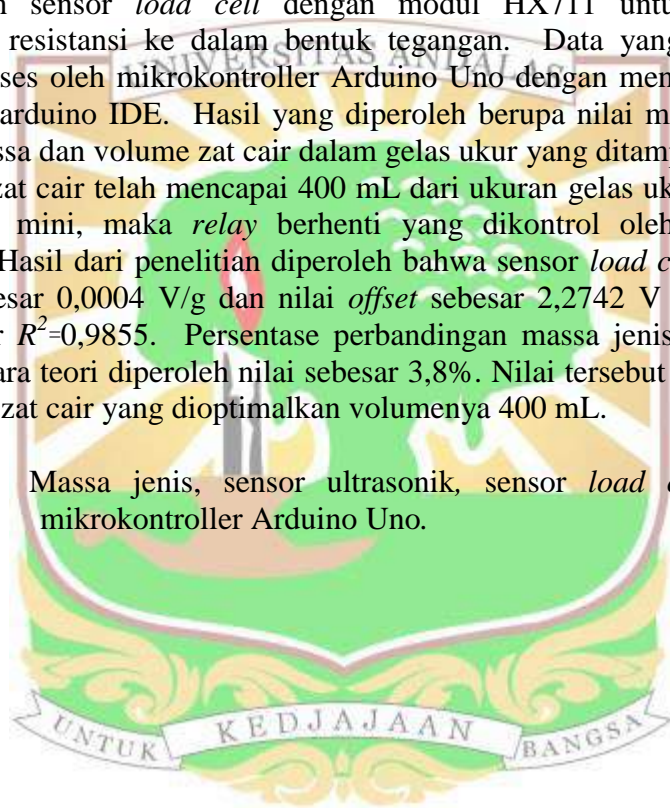 sensor load cell dengan modul HX711 untu
resistansi ke dalam bentuk tegangan. Data yang
ses oleh mikrokontroller Arduino Uno dengan men
arduino IDE. Hasil yang diperoleh berupa nilai m
ssa dan volume zat cair dalam gelas ukur yang ditam
zat cair telah mencapai 400 mL dari ukuran gelas uk
mini, maka relay berhenti yang dikontrol oleh
Hasil dari penelitian diperoleh bahwa sensor load c
esar 0,0004 V/g dan nilai offset sebesar 2,2742 V
r R²=0,9855. Persentase perbandingan massa jenis
ara teori diperoleh nilai sebesar 3,8%. Nilai tersebut
zat cair yang dioptimalkan volumenya 400 mL.
Massa jenis, sensor ultrasonik, sensor load
mikrokontroller Arduino Uno.
UNIVERSITAS ANDALAS
UNTUK KEDJAJAAN BANGSA